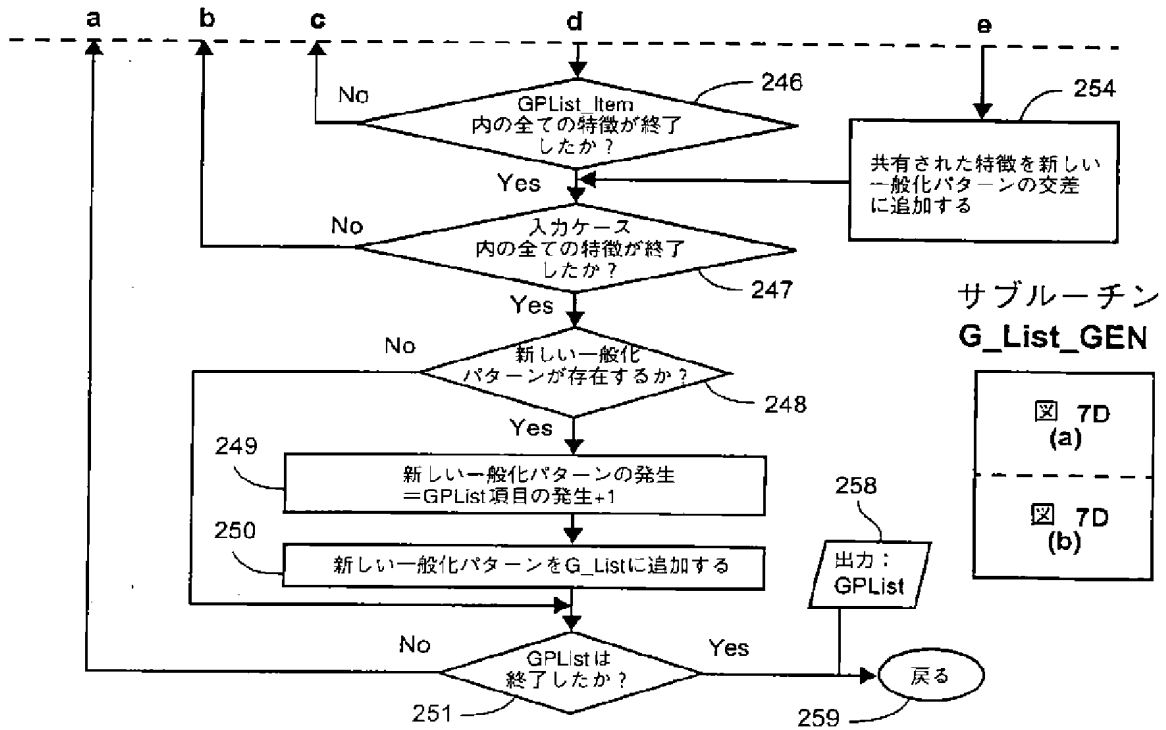 a
b
c
d
e
No
GPList_Item
内の全ての特徴が終了
したか？
246
254
共有された特徴を新しい
一般化パターンの交差
に追加する
Yes
No
入力ケース
内の全ての特徴が終了
したか？
247
Yes
サブルーチン
G_List_GEN
No
新しい一般化
パターンが存在するか？
248
Yes
図 7D
(a)
249
新しい一般化パターンの発生
＝GPList項目の発生+1
258
図 7D
(b)
250
新しい一般化パターンをG_Listに追加する
出力：
GPList
No
GPListは
終了したか？
Yes
251
戻る
259